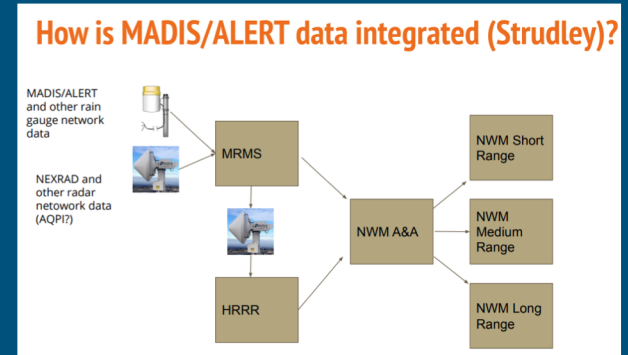 How is MADIS/ALERT data integrated (Strudley)?
MADIS/ALERT
and other rain
gauge network
data
NEXRAD and
other radar
netowork data
(AQPI?)
MRMS
HRRR
NWM A&A
NWM Short
Range
NWM
Medium
Range
NWM Long
Range